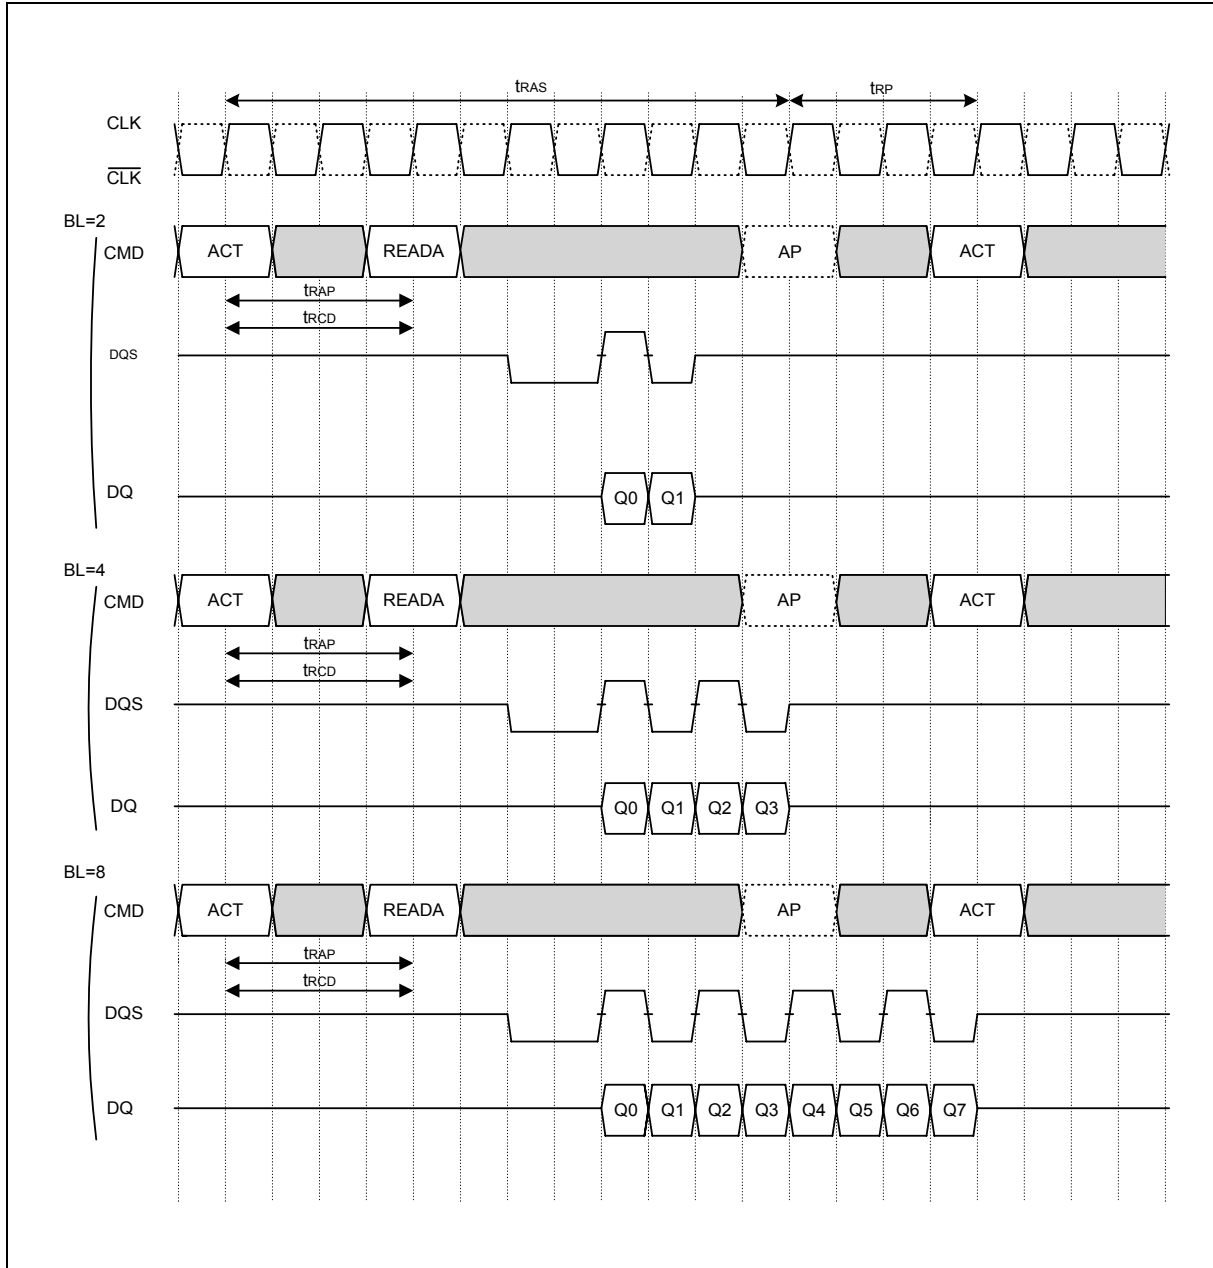 tRAS tRP
CLK
CLK
BL=2
CMD ACT READA AP ACT
tRAP
tRCD
DQS
DQ Q0 Q1
BL=4
CMD ACT READA AP ACT
tRAP
tRCD
DQS
DQ Q0 Q1 Q2 Q3
BL=8
CMD ACT READA AP ACT
tRAP
tRCD
DQS
DQ Q0 Q1 Q2 Q3 Q4 Q5 Q6 Q7